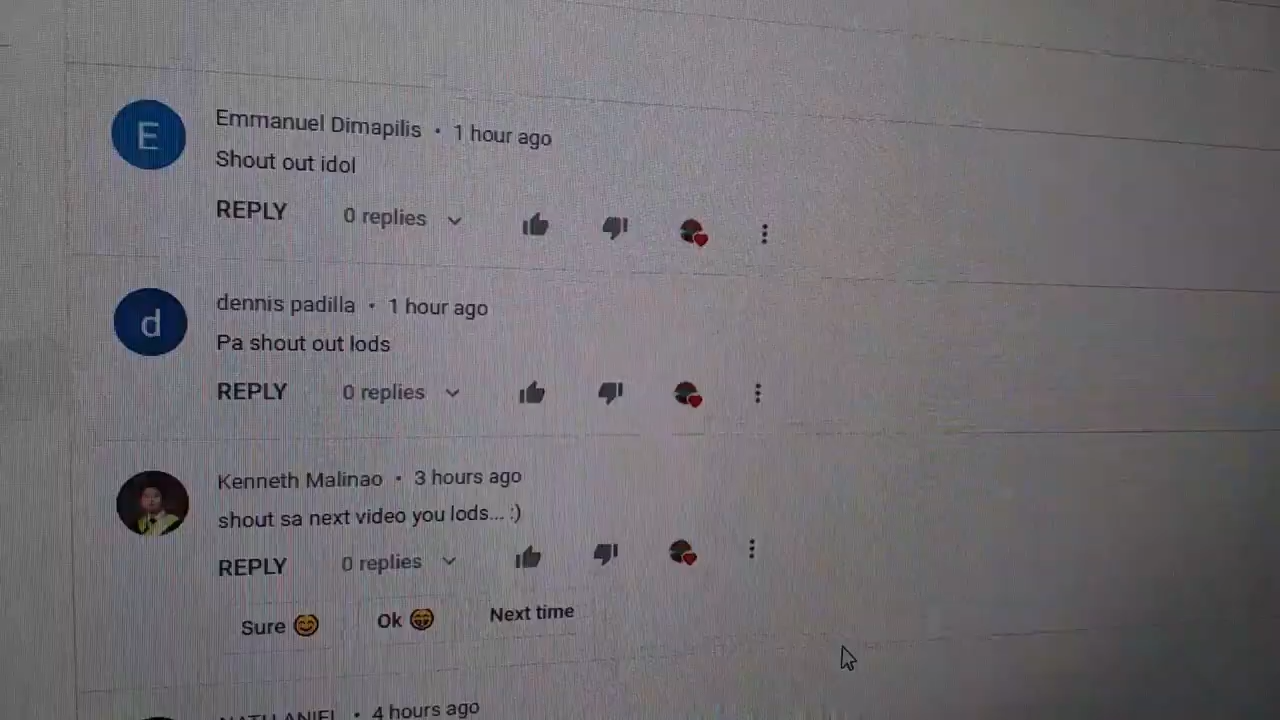 E
Emmanuel Dimapilis • 1 hour ago
Shout out idol
REPLY 0 replies
d
dennis padilla • 1 hour ago
Pa shout out lods
REPLY 0 replies
Kenneth Malinao • 3 hours ago
shout sa next video you lods... :)
REPLY 0 replies
Sure 😊 Ok 😁 Next time
• 4 hours ago